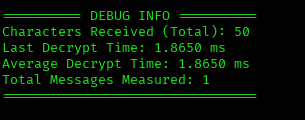 ========== DEBUG INFO ==========
Characters Received (Total): 50
Last Decrypt Time: 1.8650 ms
Average Decrypt Time: 1.8650 ms
Total Messages Measured: 1
================================